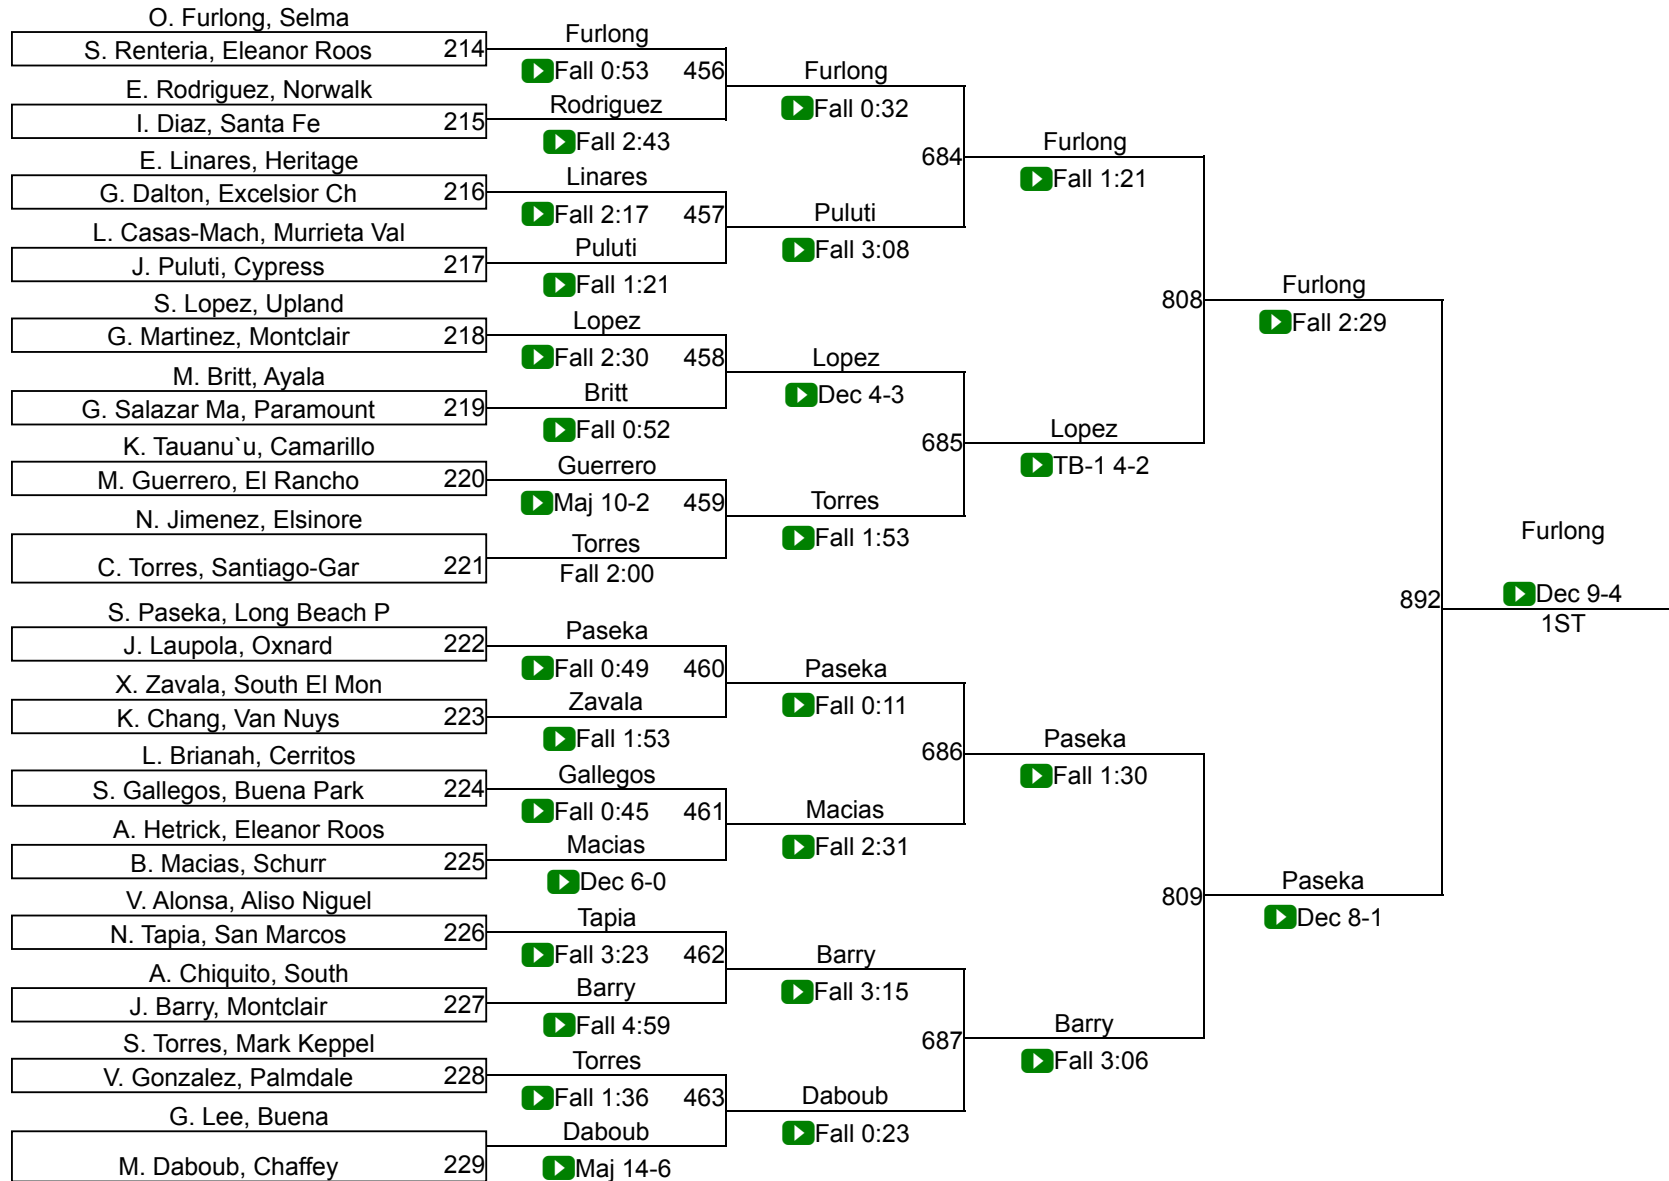 O. Furlong, Selma
S. Renteria, Eleanor Roos 214
E. Rodriguez, Norwalk
I. Diaz, Santa Fe 215
E. Linares, Heritage
G. Dalton, Excelsior Ch 216
L. Casas-Mach, Murrieta Val
J. Puluti, Cypress 217
S. Lopez, Upland
G. Martinez, Montclair 218
M. Britt, Ayala
G. Salazar Ma, Paramount 219
K. Tauanu`u, Camarillo
M. Guerrero, El Rancho 220
N. Jimenez, Elsinore
C. Torres, Santiago-Gar 221
S. Paseka, Long Beach P
J. Laupola, Oxnard 222
X. Zavala, South El Mon
K. Chang, Van Nuys 223
L. Brianah, Cerritos
S. Gallegos, Buena Park 224
A. Hetrick, Eleanor Roos
B. Macias, Schurr 225
V. Alonsa, Aliso Niguel
N. Tapia, San Marcos 226
A. Chiquito, South
J. Barry, Montclair 227
S. Torres, Mark Keppel
V. Gonzalez, Palmdale 228
G. Lee, Buena
M. Daboub, Chaffey 229
Furlong
Fall 0:53 456
Rodriguez
Fall 2:43
Linares
Fall 2:17 457
Puluti
Fall 1:21
Lopez
Fall 2:30 458
Britt
Fall 0:52
Guerrero
Maj 10-2 459
Torres
Fall 2:00
Paseka
Fall 0:49 460
Zavala
Fall 1:53
Gallegos
Fall 0:45 461
Macias
Dec 6-0
Tapia
Fall 3:23 462
Barry
Fall 4:59
Torres
Fall 1:36 463
Daboub
Maj 14-6
Furlong
Fall 0:32
684
Puluti
Fall 3:08
Lopez
Dec 4-3
685
Torres
Fall 1:53
Paseka
Fall 0:11
686
Macias
Fall 2:31
Barry
Fall 3:15
687
Daboub
Fall 0:23
Furlong
Fall 1:21
808
Lopez
TB-1 4-2
Paseka
Fall 1:30
809
Barry
Fall 3:06
Furlong
Fall 2:29
892
Paseka
Dec 8-1
Furlong
Dec 9-4
1ST